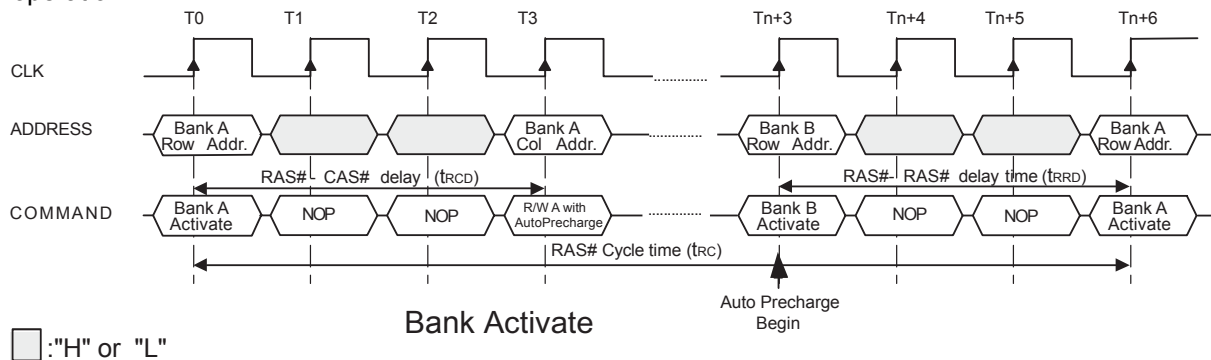 T0 T1 T2 T3 Tn+3 Tn+4 Tn+5 Tn+6
CLK
ADDRESS
Bank A
Row Addr.
Bank A
Col Addr.
Bank B
Row Addr.
Bank A
Row Addr.
RAS# - CAS# delay (tRCD)
RAS#- RAS# delay time (tRRD)
COMMAND
Bank A
Activate
NOP
NOP
R/W A with
AutoPrecharge
Bank B
Activate
NOP
NOP
Bank A
Activate
RAS# Cycle time (tRC)
Auto Precharge
Begin
Bank Activate
:"H" or "L"